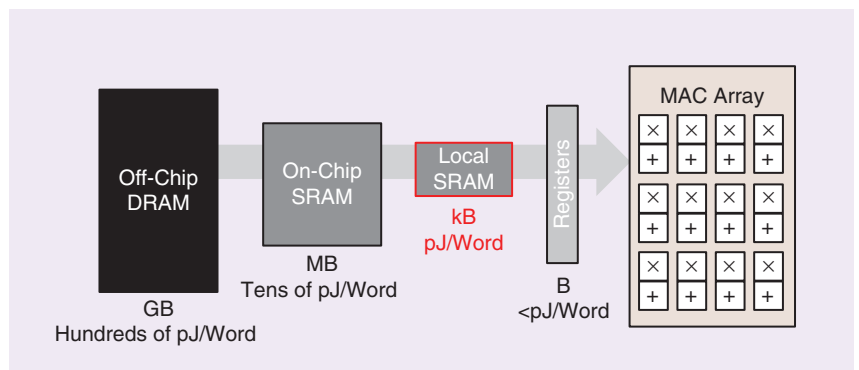 Off-Chip
DRAM
GB
Hundreds of pJ/Word
On-Chip
SRAM
MB
Tens of pJ/Word
Local
SRAM
kB
pJ/Word
Registers
B
<pJ/Word
MAC Array
× × × ×
+ + + +
× × × ×
+ + + +
× × × ×
+ + + +